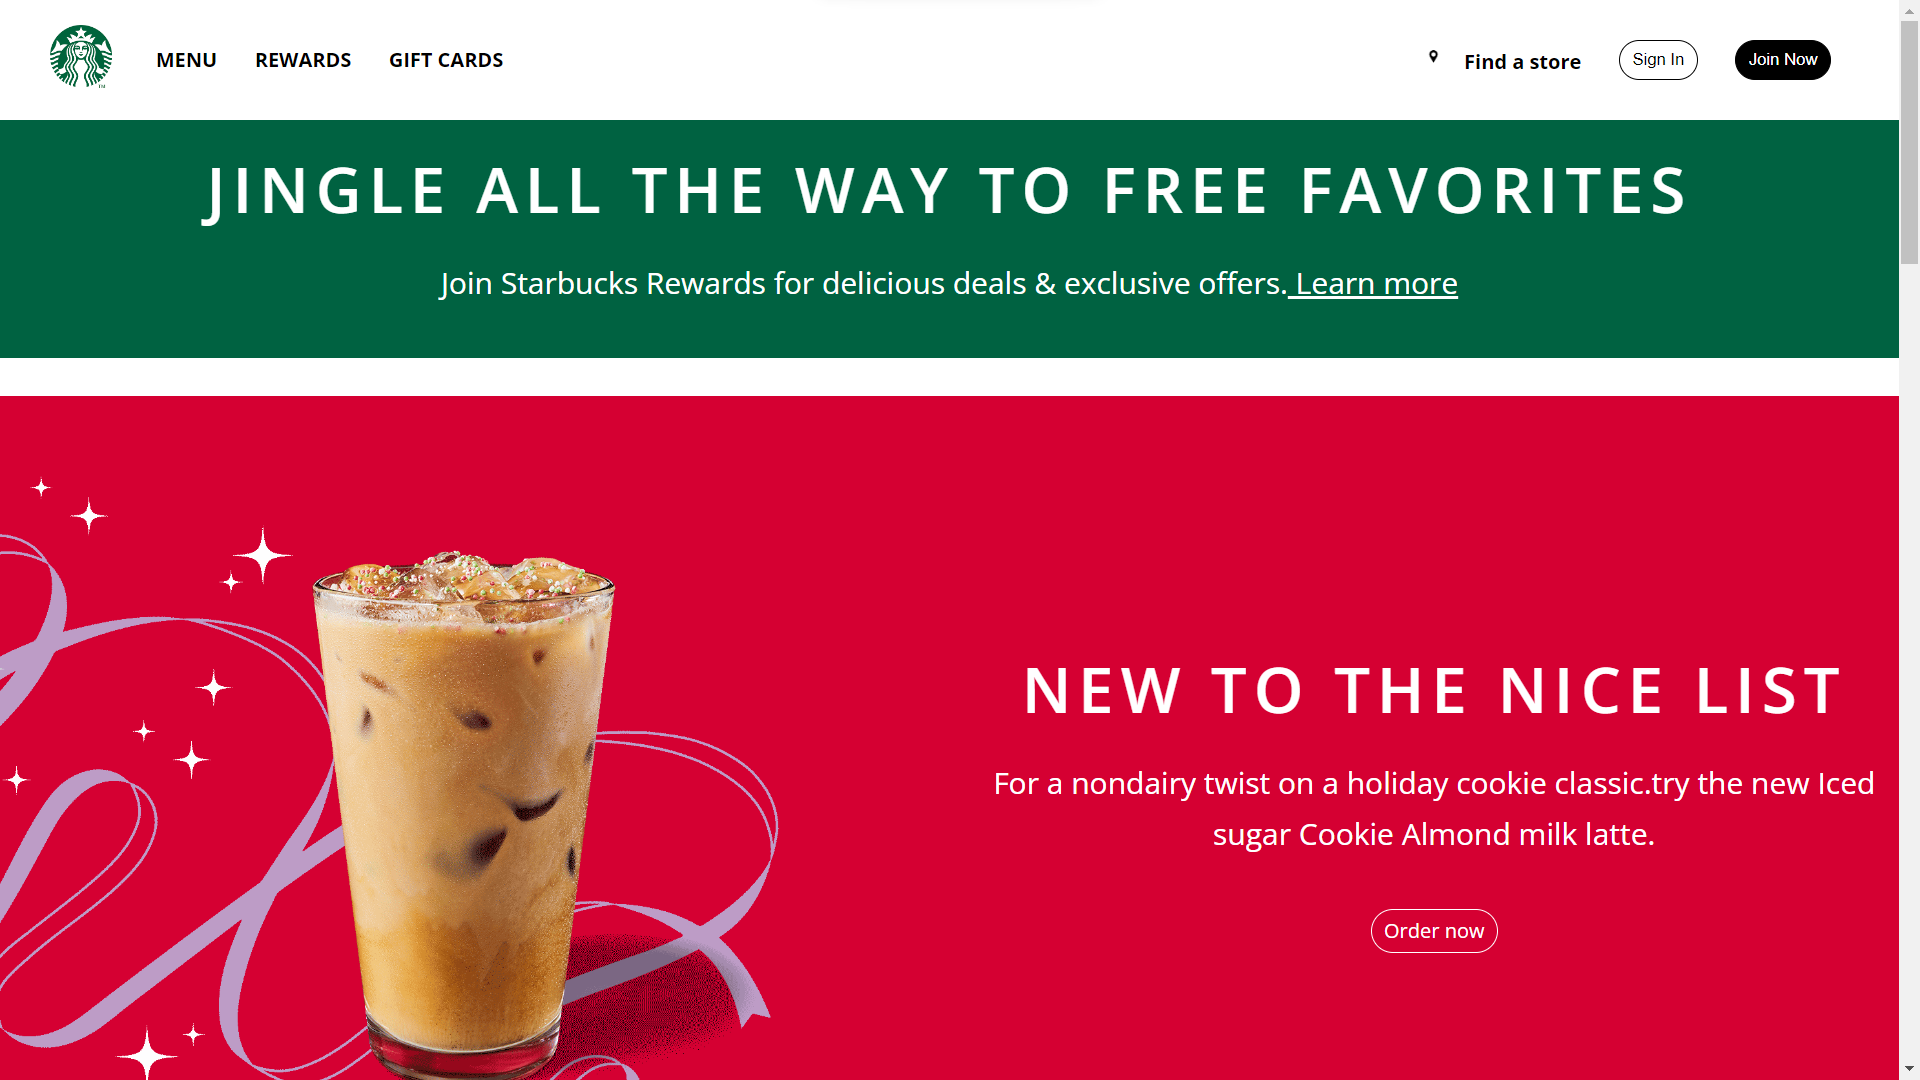 MENU REWARDS GIFT CARDS Find a store Sign In Join Now
JINGLE ALL THE WAY TO FREE FAVORITES
Join Starbucks Rewards for delicious deals & exclusive offers. Learn more
NEW TO THE NICE LIST
For a nondairy twist on a holiday cookie classic.try the new Iced
sugar Cookie Almond milk latte.
Order now